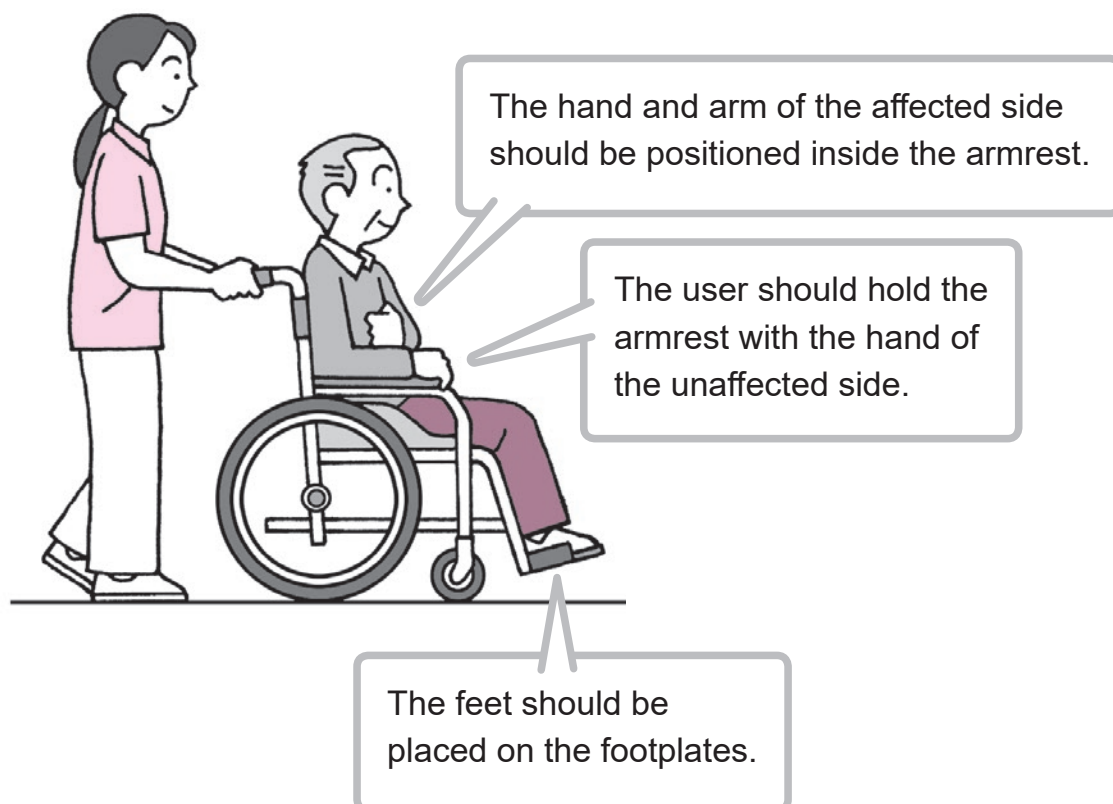 The hand and arm of the affected side
should be positioned inside the armrest.
The user should hold the
armrest with the hand of
the unaffected side.
The feet should be
placed on the footplates.